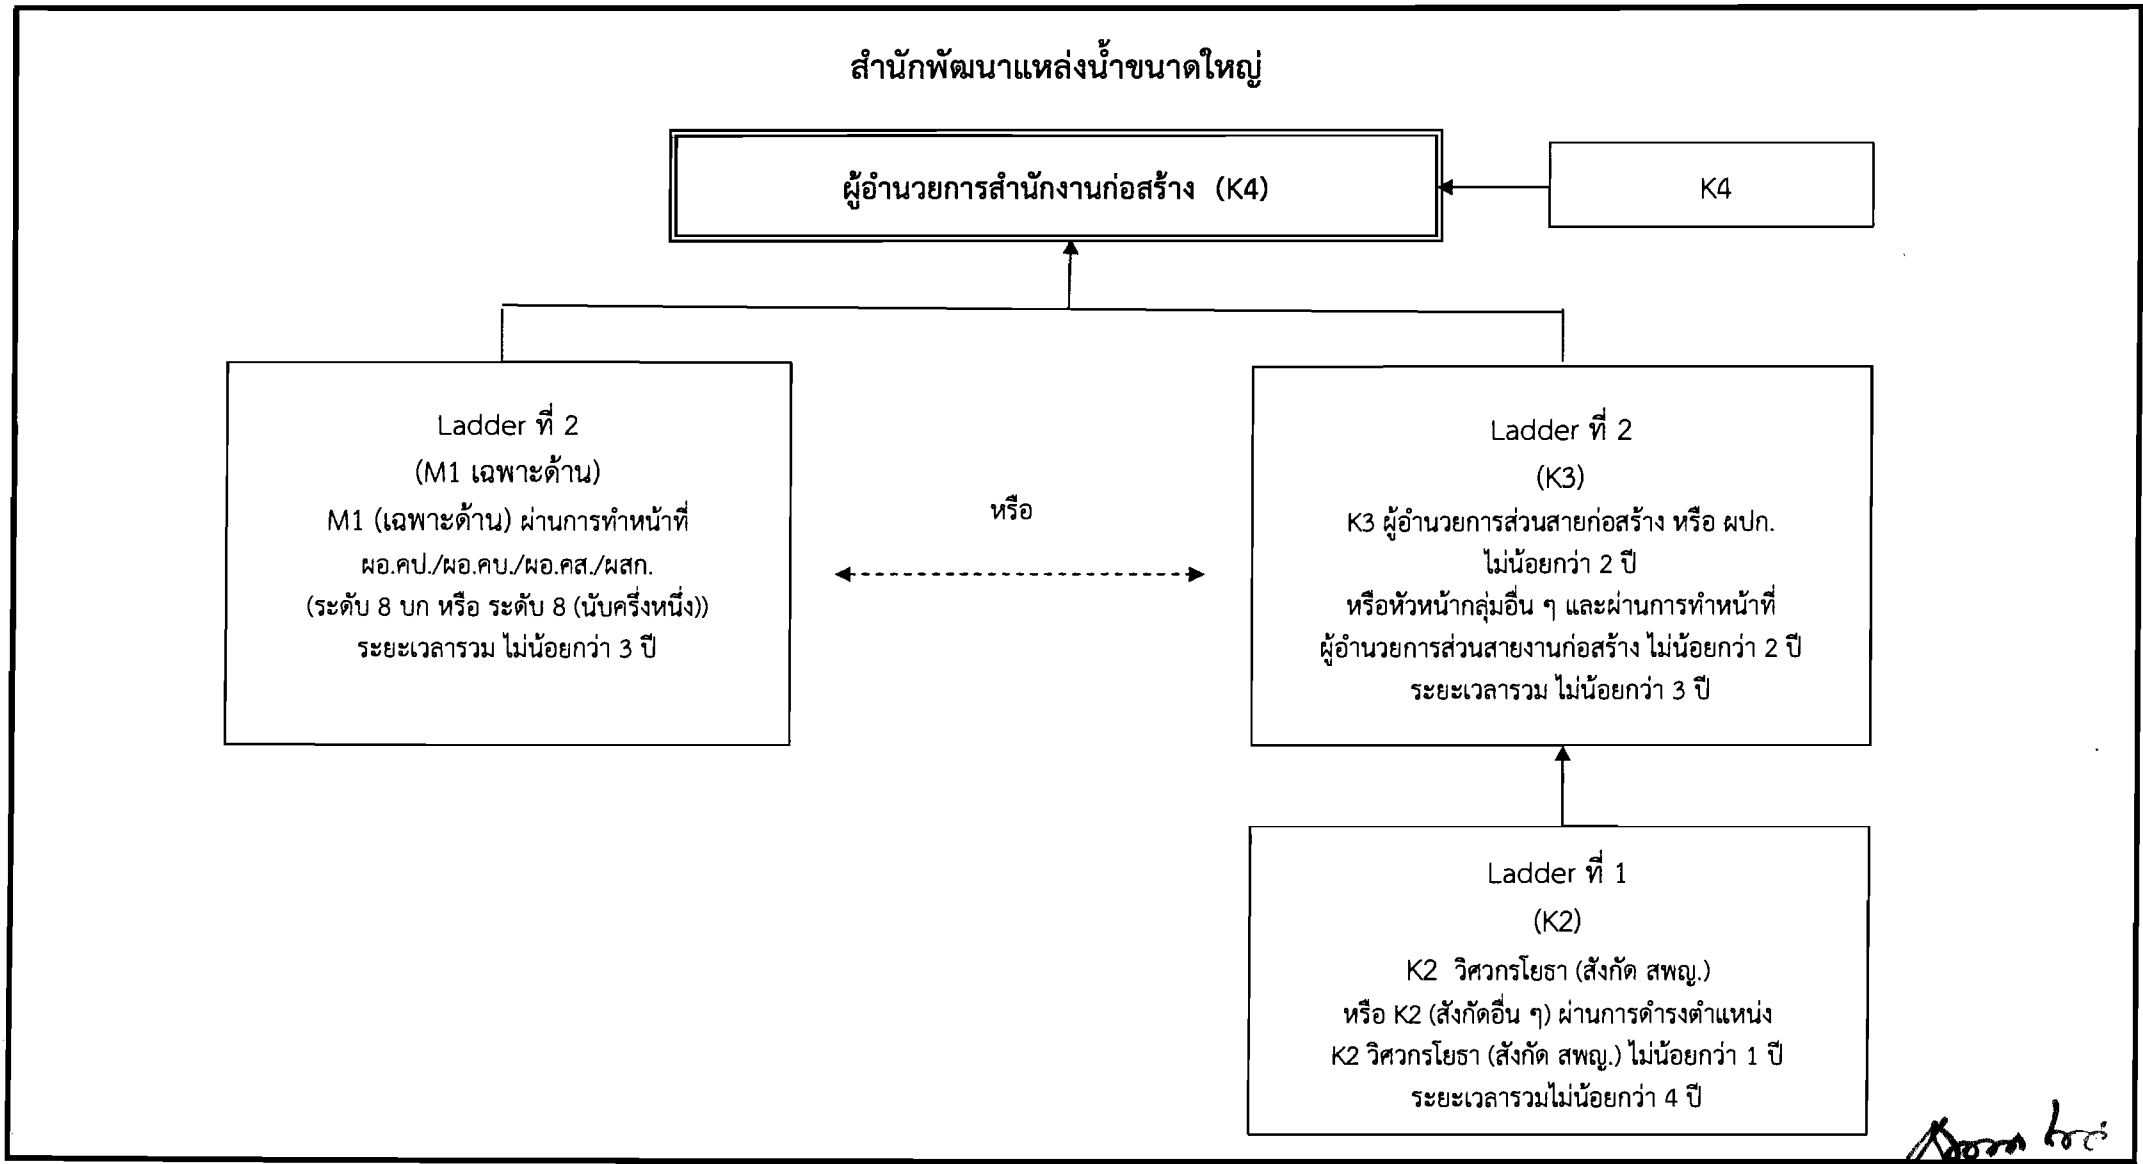 สำนักพัฒนาแหล่งน้ำขนาดใหญ่
ผู้อำนวยการสำนักงานก่อสร้าง (K4)
K4
Ladder ที่ 2
(M1 เฉพาะด้าน)
M1 (เฉพาะด้าน) ผ่านการทำหน้าที่
ผอ.คป./ผอ.คบ./ผอ.คส./ผสก.
(ระดับ 8 บก หรือ ระดับ 8 (นับครึ่งหนึ่ง))
ระยะเวลารวม ไม่น้อยกว่า 3 ปี
หรือ
Ladder ที่ 2
(K3)
K3 ผู้อำนวยการส่วนสายก่อสร้าง หรือ ผปก.
ไม่น้อยกว่า 2 ปี
หรือหัวหน้ากลุ่มอื่น ๆ และผ่านการทำหน้าที่
ผู้อำนวยการส่วนสายงานก่อสร้าง ไม่น้อยกว่า 2 ปี
ระยะเวลารวม ไม่น้อยกว่า 3 ปี
Ladder ที่ 1
(K2)
K2 วิศวกรโยธา (สังกัด สพญ.)
หรือ K2 (สังกัดอื่น ๆ) ผ่านการดำรงตำแหน่ง
K2 วิศวกรโยธา (สังกัด สพญ.) ไม่น้อยกว่า 1 ปี
ระยะเวลารวมไม่น้อยกว่า 4 ปี